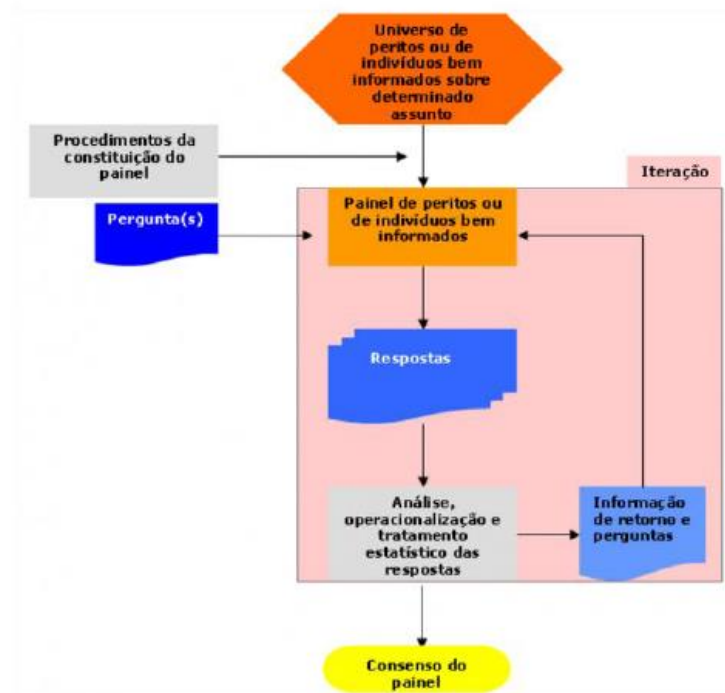 Universo de
peritos ou de
indivíduos bem
informados sobre
determinado
assunto
Procedimentos da
constituição do
painel
Iteração
Pergunta(s)
Painel de peritos ou
de indivíduos bem
informados
Respostas
Análise,
operacionalização e
tratamento
estatístico das
respostas
Informação
de retorno e
perguntas
Consenso do
painel